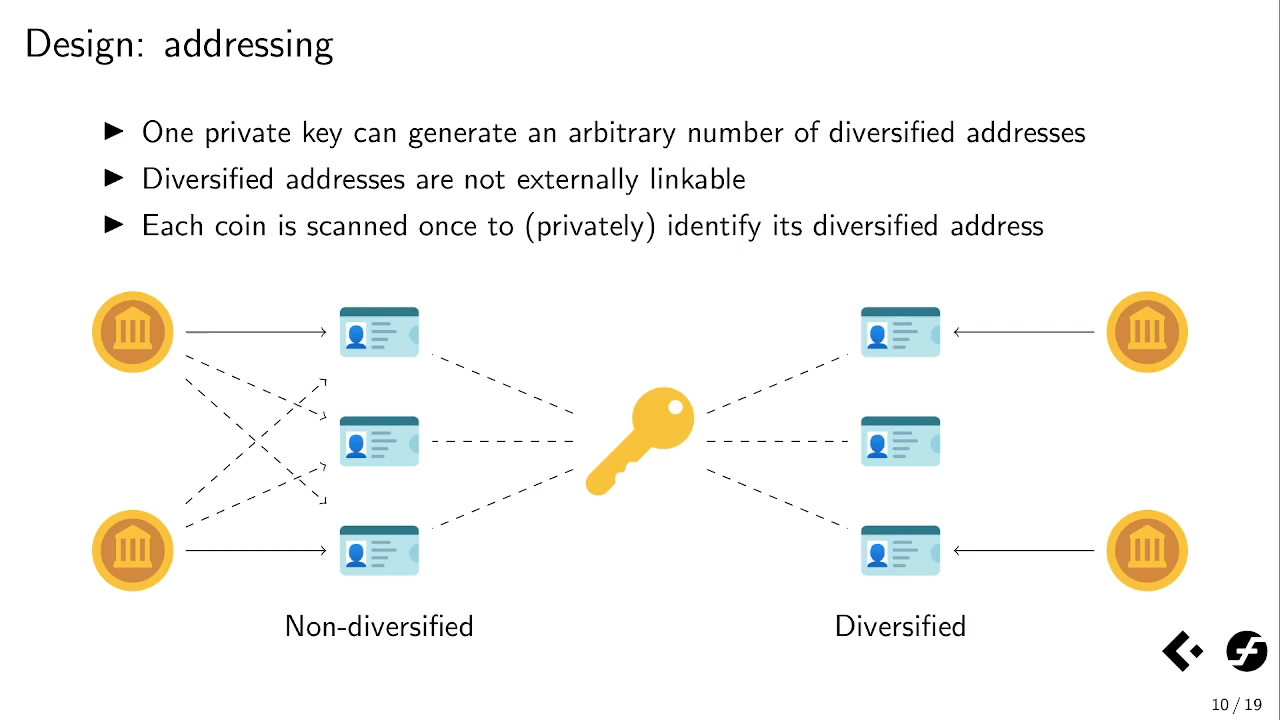 Design: addressing
▶ One private key can generate an arbitrary number of diversified addresses
▶ Diversified addresses are not externally linkable
▶ Each coin is scanned once to (privately) identify its diversified address
Non-diversified
Diversified
10 / 19